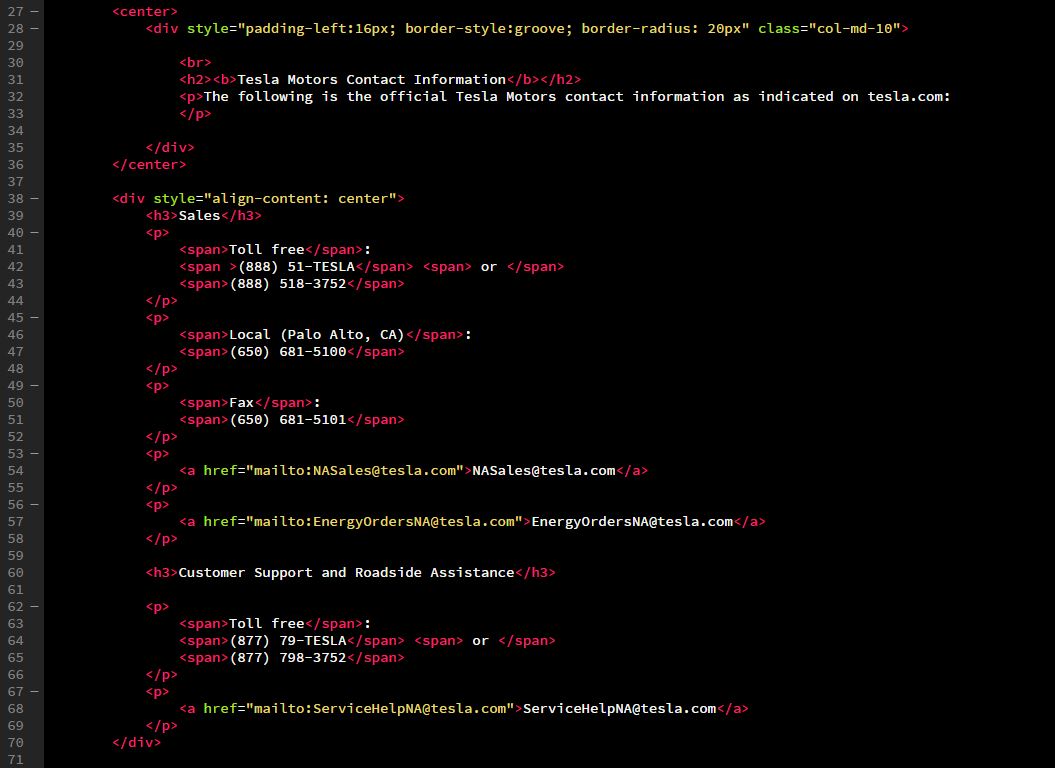 27 <center>
28 <div style="padding-left:16px; border-style:groove; border-radius: 20px" class="col-md-10">
29
30 <br>
31 <h2><b>Tesla Motors Contact Information</b></h2>
32 <p>The following is the official Tesla Motors contact information as indicated on tesla.com:
33 </p>
34
35 </div>
36 </center>
37
38 <div style="align-content: center">
39 <h3>Sales</h3>
40 <p>
41 <span>Toll free</span>:
42 <span >(888) 51-TESLA</span> <span> or </span>
43 <span>(888) 518-3752</span>
44 </p>
45 <p>
46 <span>Local (Palo Alto, CA)</span>:
47 <span>(650) 681-5100</span>
48 </p>
49 <p>
50 <span>Fax</span>:
51 <span>(650) 681-5101</span>
52 </p>
53 <p>
54 <a href="mailto:NASales@tesla.com">NASales@tesla.com</a>
55 </p>
56 <p>
57 <a href="mailto:EnergyOrdersNA@tesla.com">EnergyOrdersNA@tesla.com</a>
58 </p>
59
60 <h3>Customer Support and Roadside Assistance</h3>
61
62 <p>
63 <span>Toll free</span>:
64 <span>(877) 79-TESLA</span> <span> or </span>
65 <span>(877) 798-3752</span>
66 </p>
67 <p>
68 <a href="mailto:ServiceHelpNA@tesla.com">ServiceHelpNA@tesla.com</a>
69 </p>
70 </div>
71